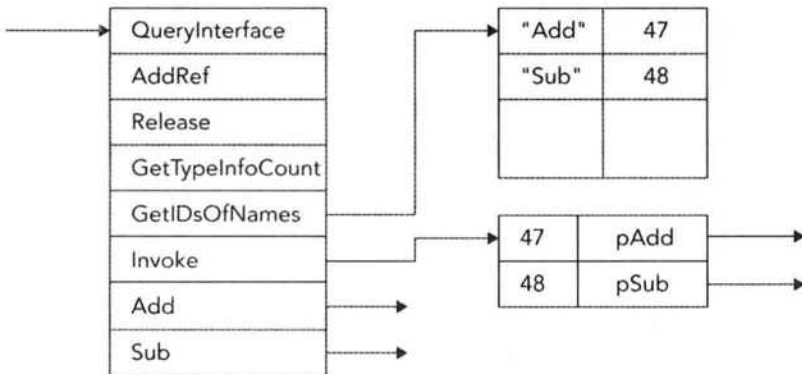 QueryInterface
AddRef
Release
GetTypeInfoCount
GetIDsOfNames
Invoke
Add
Sub
"Add" 47
"Sub" 48
47 pAdd
48 pSub